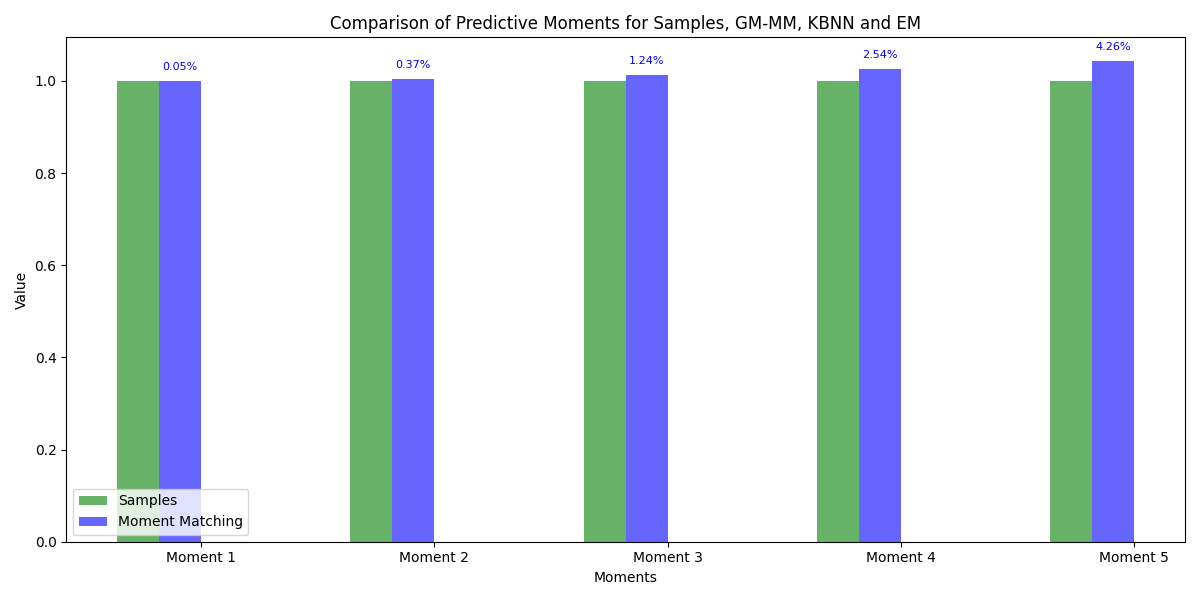 Comparison of Predictive Moments for Samples, GM-MM, KBNN and EM
0.05%
0.37%
1.24%
2.54%
4.26%
1.0
0.8
0.6
0.4
0.2
0.0
Value
Samples
Moment Matching
Moment 1
Moment 2
Moment 3
Moment 4
Moment 5
Moments